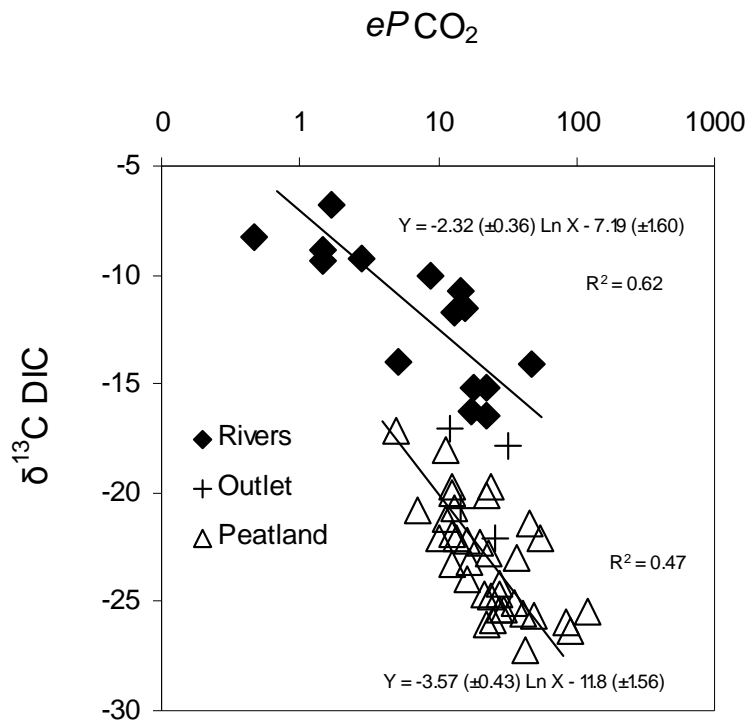 eP CO₂
0 1 10 100 1000
-5
Y = -2.32 (±0.36) Ln X - 7.19 (±1.60)
-10
R² = 0.62
δ¹³C DIC
-15
Rivers
Outlet
-20
Peatland
R² = 0.47
-25
Y = -3.57 (±0.43) Ln X - 11.8 (±1.56)
-30